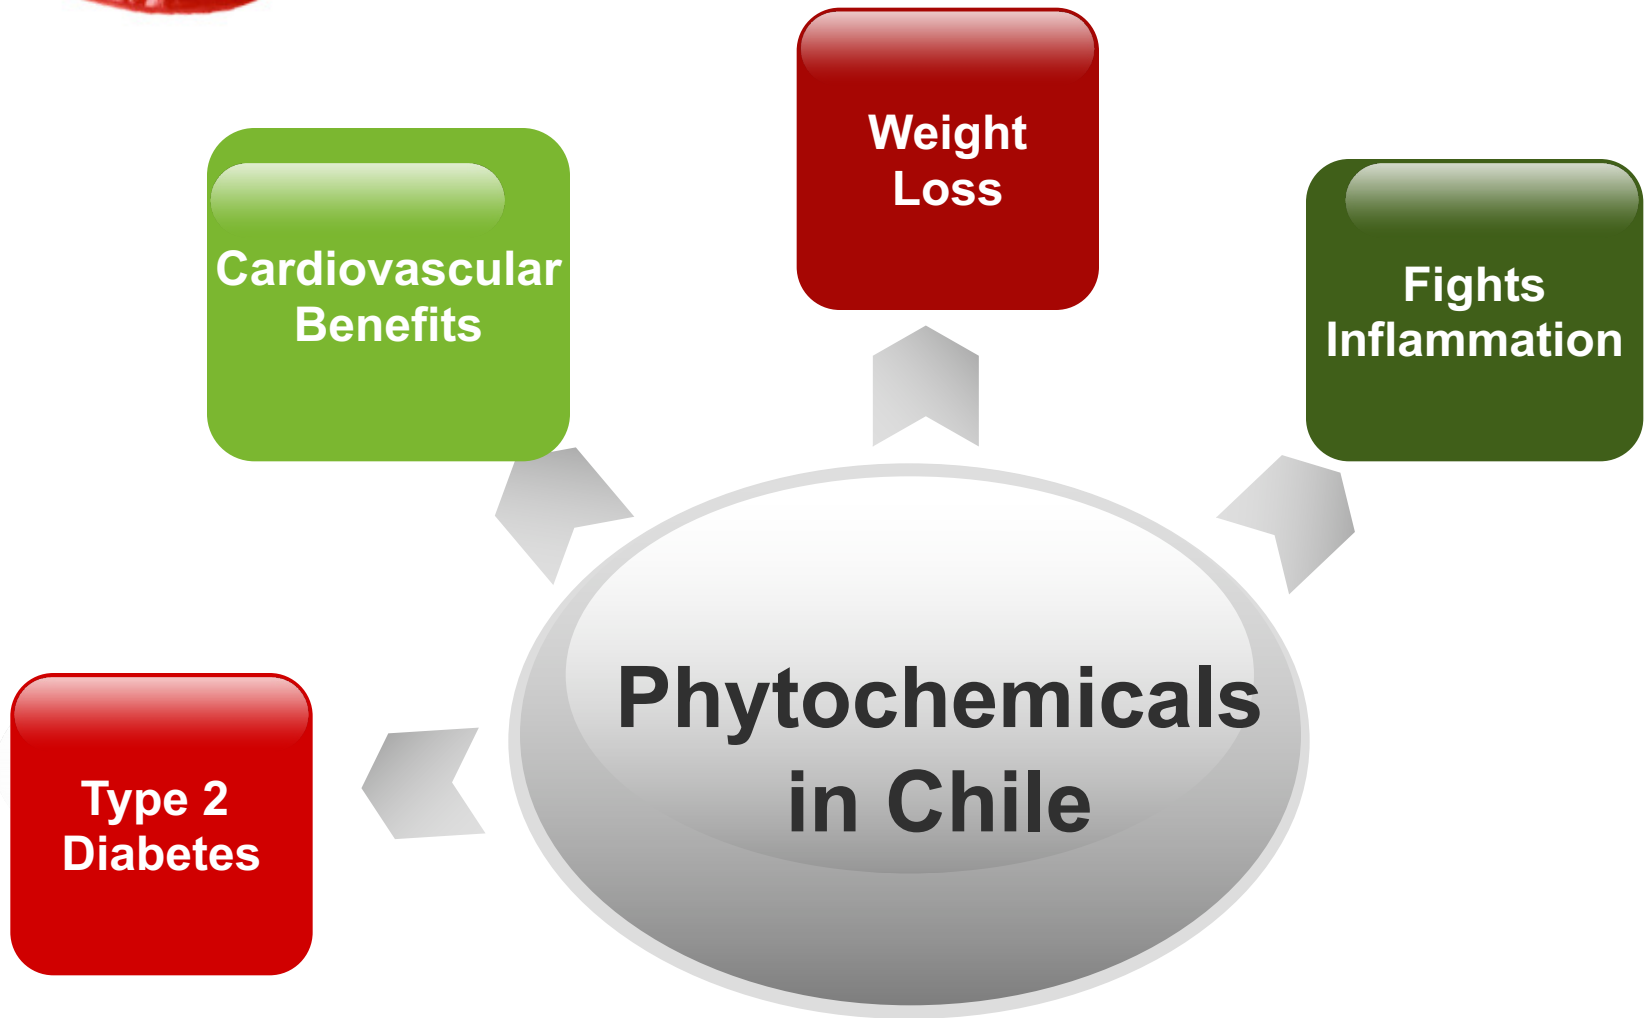 Weight
Loss
Cardiovascular
Benefits
Fights
Inflammation
Phytochemicals
in Chile
Type 2
Diabetes